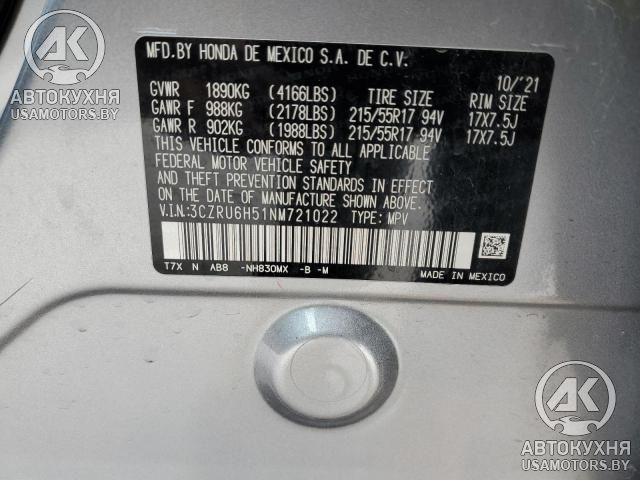 MFD.BY HONDA DE MEXICO S.A. DE C.V.
10/'21
GVWR 1890KG (4166LBS) TIRE SIZE RIM SIZE
GAWR F 988KG (2178LBS) 215/55R17 94V 17X7.5J
GAWR R 902KG (1988LBS) 215/55R17 94V 17X7.5J
THIS VEHICLE CONFORMS TO ALL APPLICABLE
FEDERAL MOTOR VEHICLE SAFETY
AND THEFT PREVENTION STANDARDS IN EFFECT
ON THE DATE OF MANUFACTURE SHOWN ABOVE.
V.I.N:3CZRU6H51NM721022 TYPE: MPV
T7X N AB8 -NH830MX -B -M
MADE IN MEXICO
АК
АВТОКУХНЯ
USAMOTORS.BY/
АК
АВТОКУХНЯ
USAMOTORS.BY/